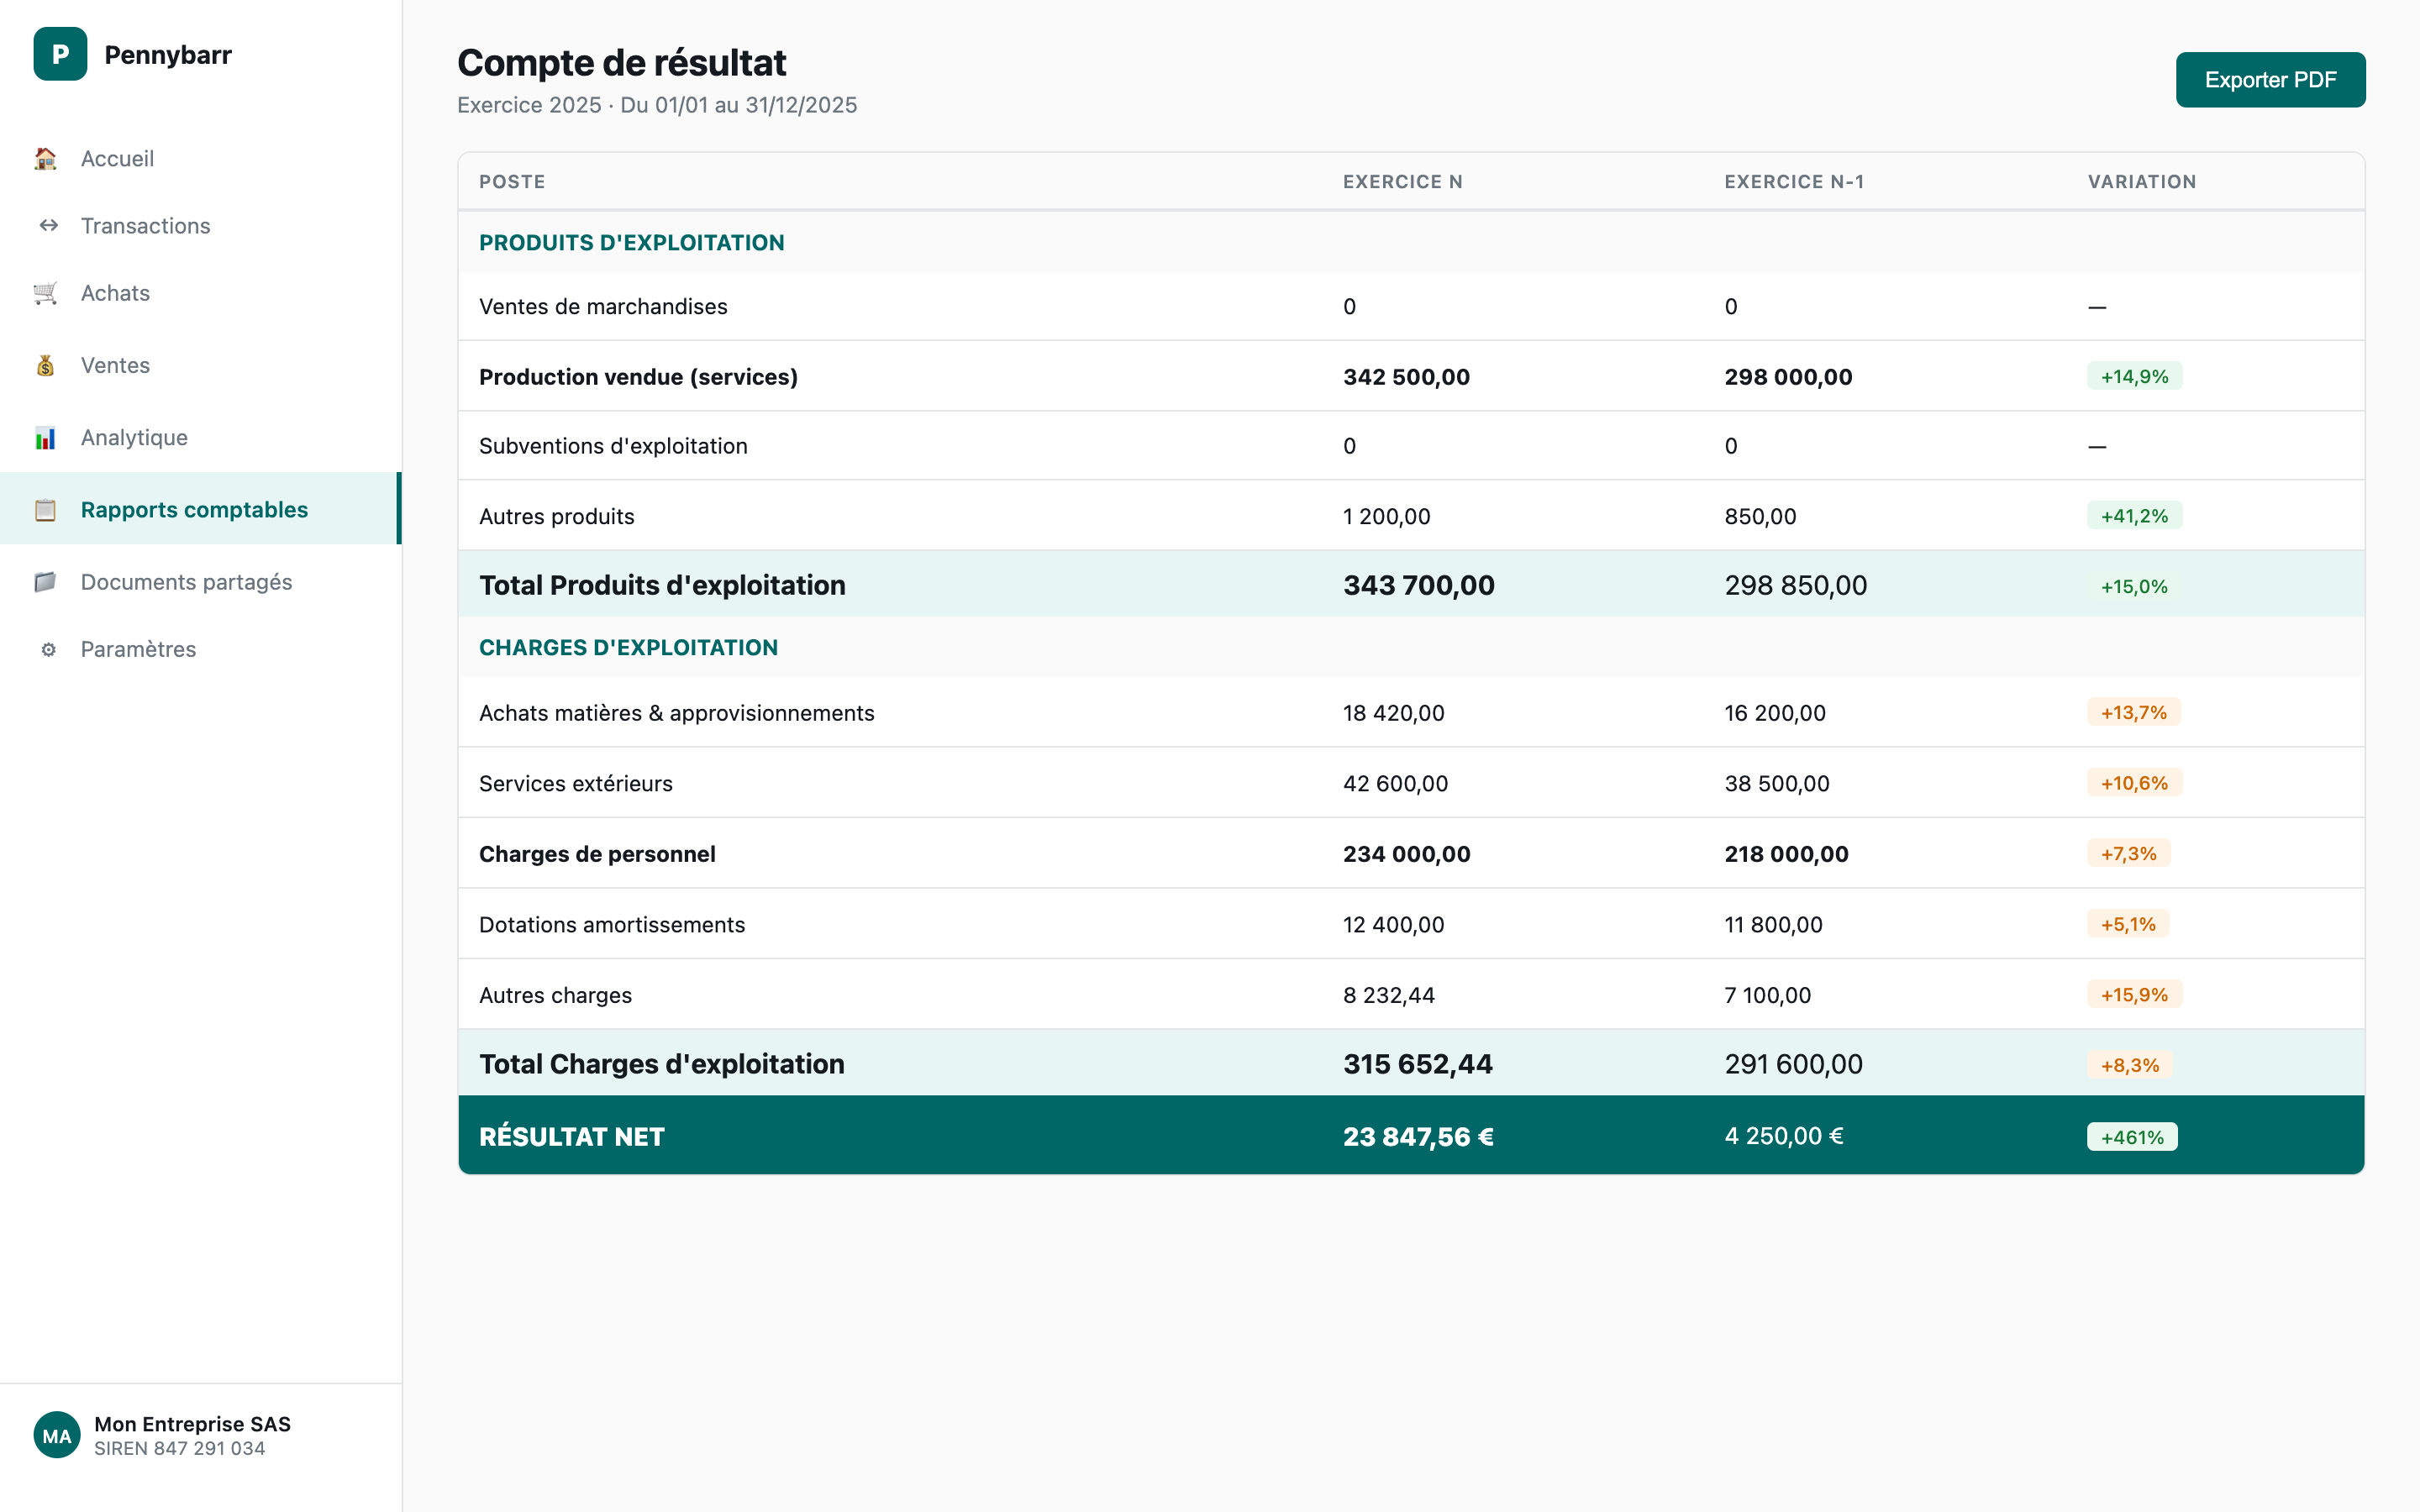 P Pennybarr
Accueil
Transactions
Achats
Ventes
Analytique
Rapports comptables
Documents partagés
Paramètres
MA Mon Entreprise SAS
SIREN 847 291 034
Compte de résultat
Exercice 2025 · Du 01/01 au 31/12/2025
Exporter PDF
POSTE EXERCICE N EXERCICE N-1 VARIATION
PRODUITS D'EXPLOITATION
Ventes de marchandises 0 0 —
Production vendue (services) 342 500,00 298 000,00 +14,9%
Subventions d'exploitation 0 0 —
Autres produits 1 200,00 850,00 +41,2%
Total Produits d'exploitation 343 700,00 298 850,00 +15,0%
CHARGES D'EXPLOITATION
Achats matières & approvisionnements 18 420,00 16 200,00 +13,7%
Services extérieurs 42 600,00 38 500,00 +10,6%
Charges de personnel 234 000,00 218 000,00 +7,3%
Dotations amortissements 12 400,00 11 800,00 +5,1%
Autres charges 8 232,44 7 100,00 +15,9%
Total Charges d'exploitation 315 652,44 291 600,00 +8,3%
RÉSULTAT NET 23 847,56 € 4 250,00 € +461%